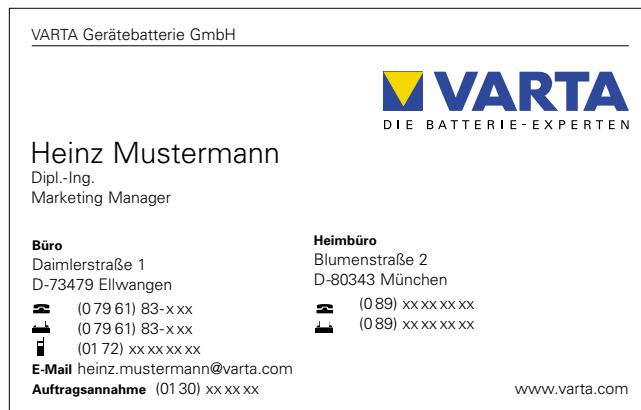 VARTA Gerätebatterie GmbH
VARTA
DIE BATTERIE-EXPERTEN
Heinz Mustermann
Dipl.-Ing.
Marketing Manager
Büro
Daimlerstraße 1
D-73479 Ellwangen
(0 79 61) 83-x xx
(0 79 61) 83-x xx
(01 72) xx xx xx xx
E-Mail heinz.mustermann@varta.com
Auftragsannahme (01 30) xx xx xx
Heimbüro
Blumenstraße 2
D-80343 München
(0 89) xx xx xx xx
(0 89) xx xx xx xx
www.varta.com